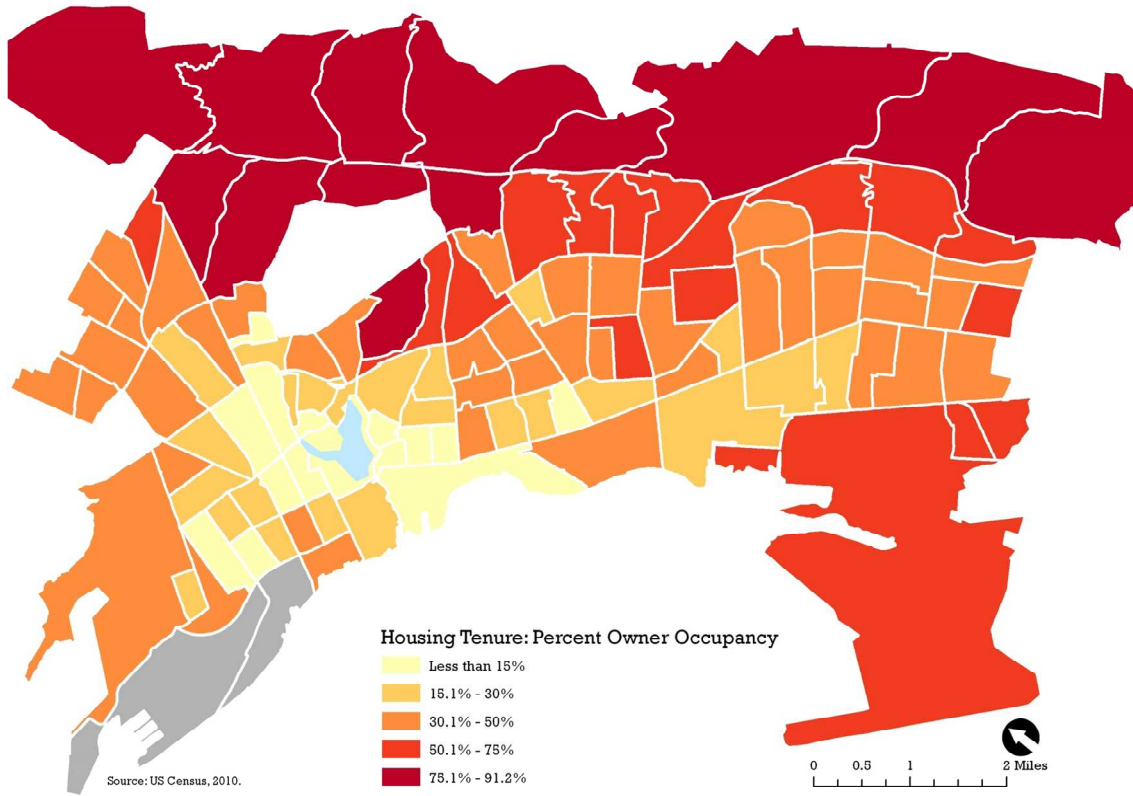 Housing Tenure: Percent Owner Occupancy
Less than 15%
15.1% - 30%
30.1% - 50%
50.1% - 75%
75.1% - 91.2%
Source: US Census, 2010.
0 0.5 1 2 Miles